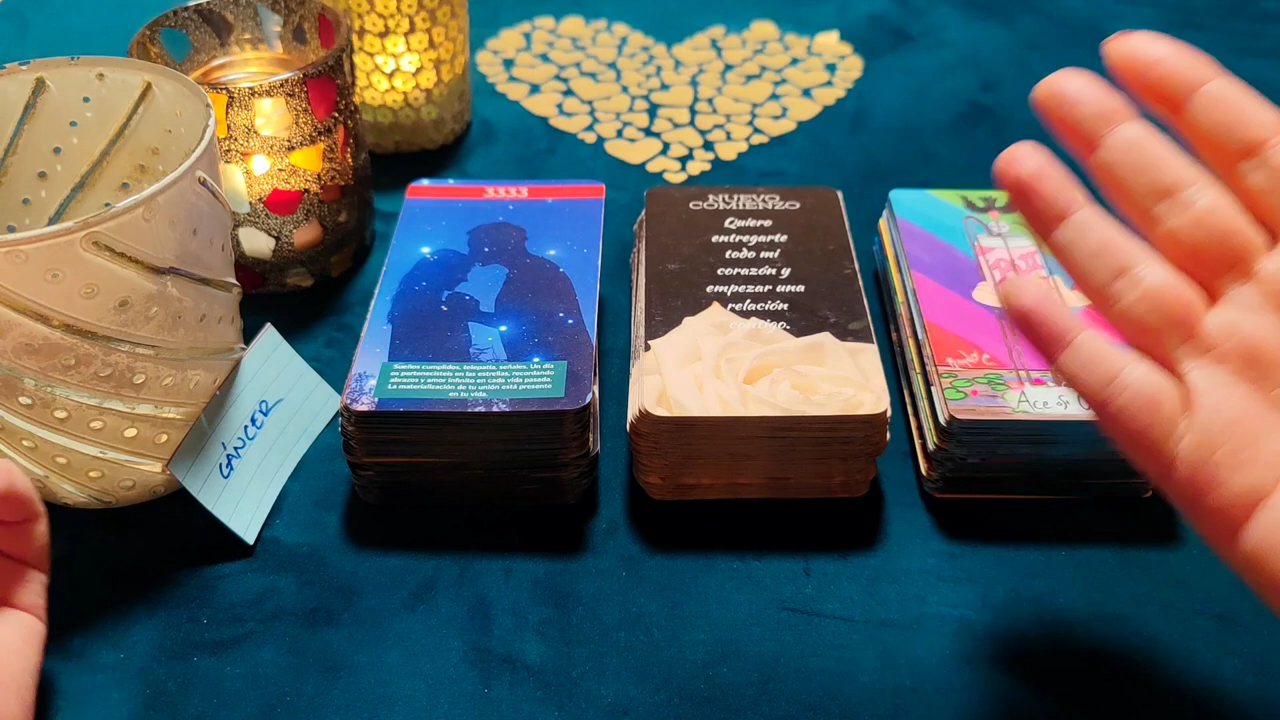 3333
Sueños cumplidos, telepatía, señales. Un día
os pertenecisteis en las estrellas, recordando
abrazos y amor infinito en cada vida pasada.
La materialización de tu unión está presente
en tu vida.
NUEVO
COMIENZO
Quiero
entregarte
todo mi
corazón y
empezar una
relación
contigo.
Ace of
CÁNCER